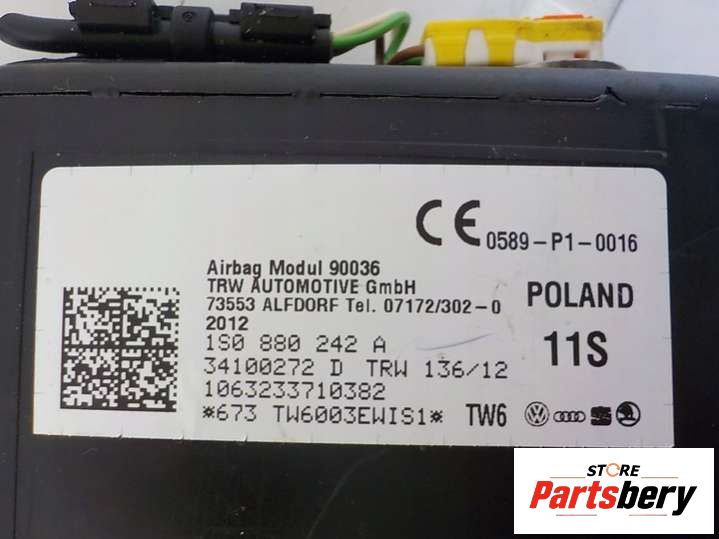 CE 0589-P1-0016
Airbag Modul 90036
TRW AUTOMOTIVE GmbH
73553 ALFDORF Tel. 07172/302-0
2012
POLAND
1S0 880 242 A
11S
34100272 D TRW 136/12
1063233710382
*673 TW6003EWIS1* TW6
STORE
Partsbery